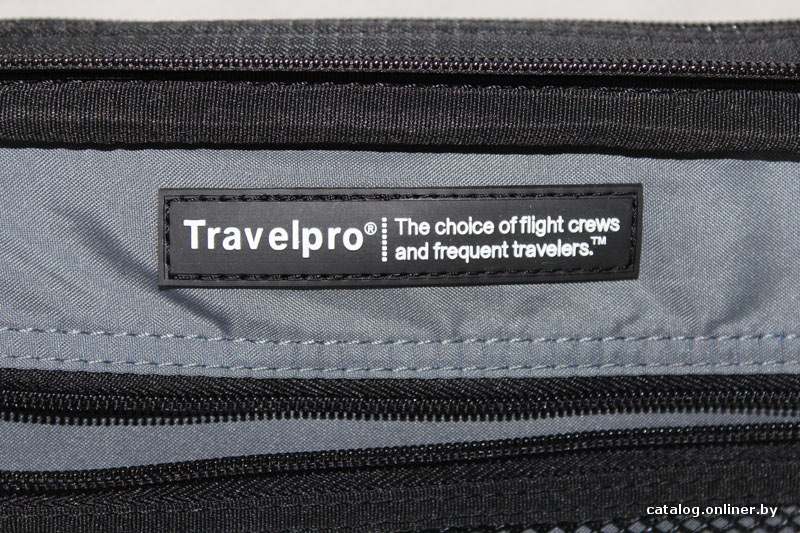 Travelpro® The choice of flight crews
and frequent travelers.™
catalog.onliner.by